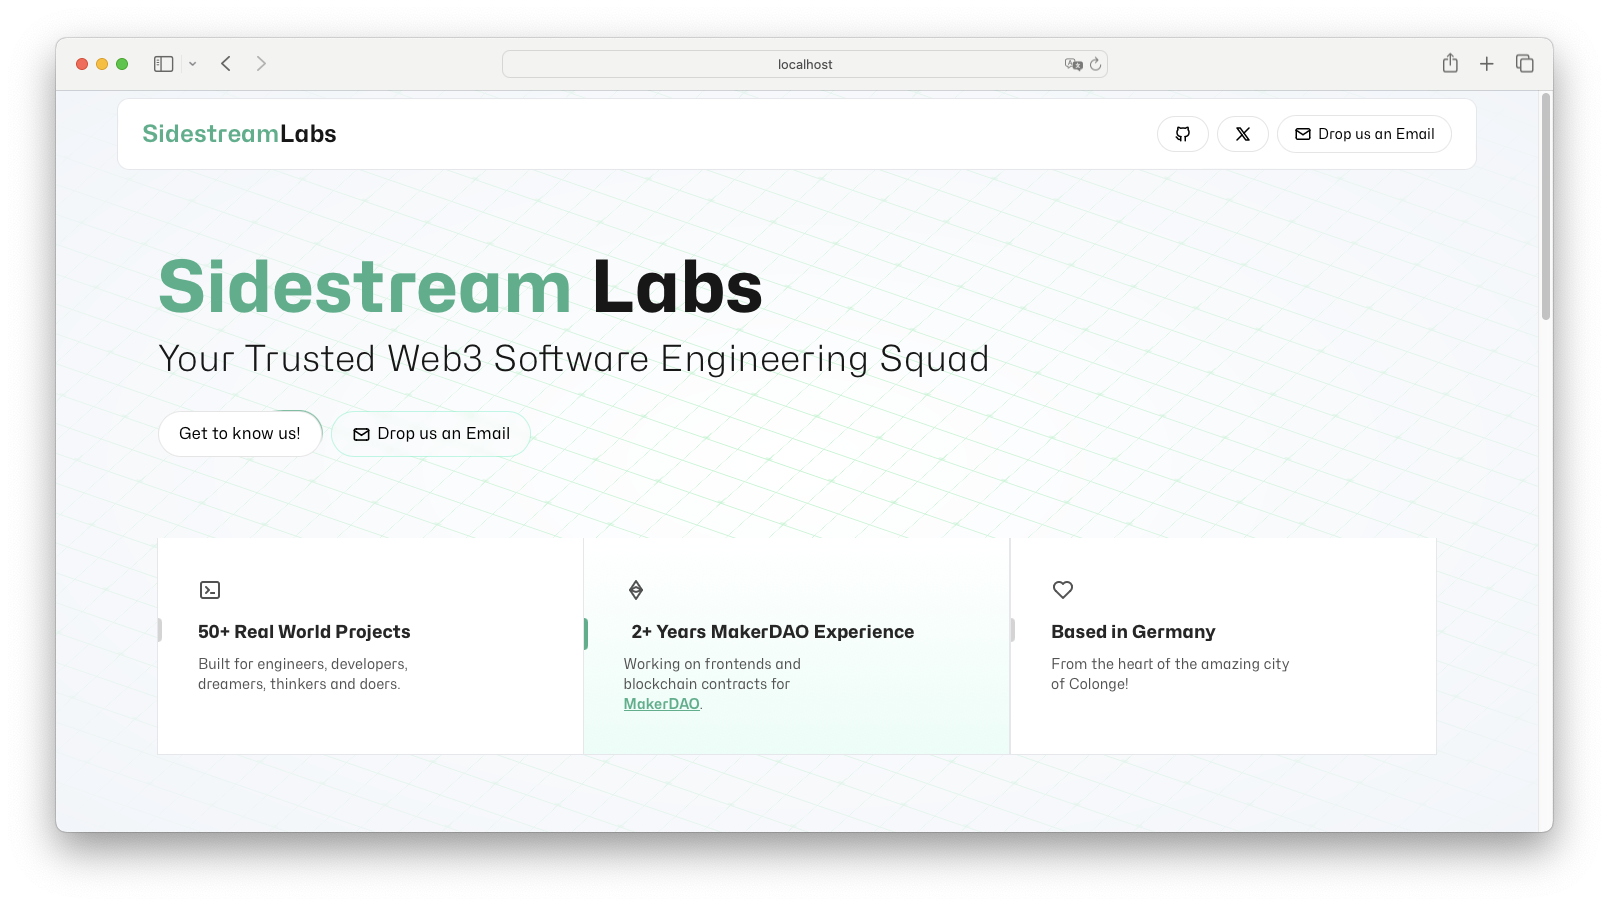 localhost
SidestreamLabs
Drop us an Email
Sidestream Labs
Your Trusted Web3 Software Engineering Squad
Get to know us!
Drop us an Email
50+ Real World Projects
Built for engineers, developers,
dreamers, thinkers and doers.
2+ Years MakerDAO Experience
Working on frontends and
blockchain contracts for
MakerDAO.
Based in Germany
From the heart of the amazing city
of Colonge!